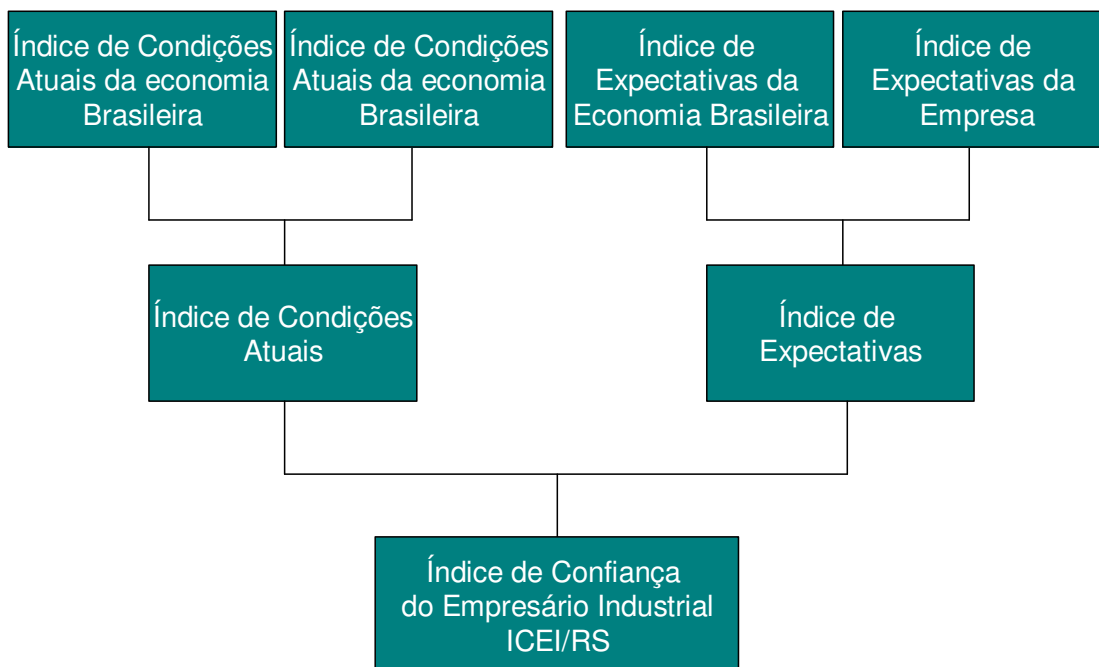 Índice de Condições
Atuais da economia
Brasileira
Índice de Condições
Atuais da economia
Brasileira
Índice de
Expectativas da
Economia Brasileira
Índice de
Expectativas da
Empresa
Índice de Condições
Atuais
Índice de
Expectativas
Índice de Confiança
do Empresário Industrial
ICEI/RS